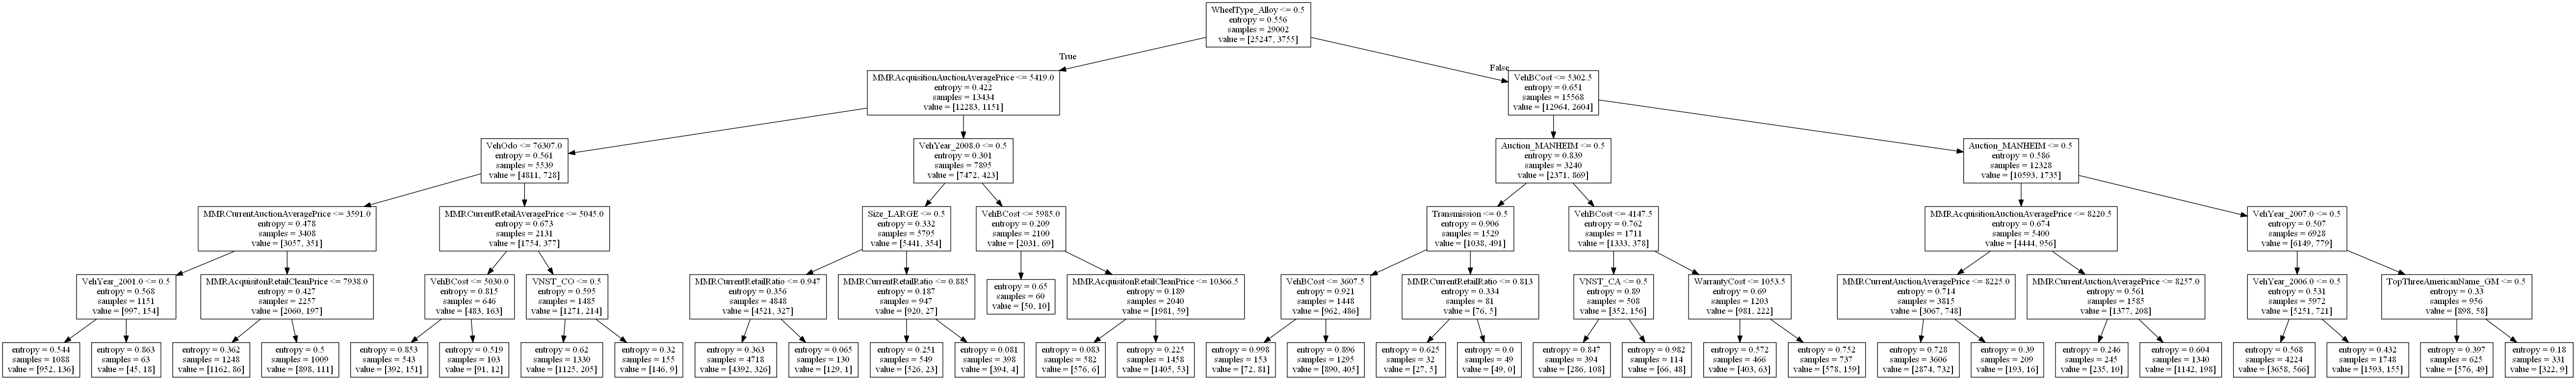 WheelType_Alloy <= 0.5
entropy = 0.556
samples = 29002
value = [25247, 3755]
True
False
MMRAcquisitionAuctionAveragePrice <= 5419.0
entropy = 0.422
samples = 13434
value = [12283, 1151]
VehBCost <= 5302.5
entropy = 0.651
samples = 15568
value = [12964, 2604]
VehOdo <= 76307.0
entropy = 0.561
samples = 5539
value = [4811, 728]
VehYear_2008.0 <= 0.5
entropy = 0.301
samples = 7895
value = [7472, 423]
Auction_MANHEIM <= 0.5
entropy = 0.839
samples = 3240
value = [2371, 869]
Auction_MANHEIM <= 0.5
entropy = 0.586
samples = 12328
value = [10593, 1735]
MMRCurrentAuctionAveragePrice <= 3591.0
entropy = 0.478
samples = 3408
value = [3057, 351]
MMRCurrentRetailAveragePrice <= 5045.0
entropy = 0.673
samples = 2131
value = [1754, 377]
Size_LARGE <= 0.5
entropy = 0.332
samples = 5795
value = [5441, 354]
VehBCost <= 5985.0
entropy = 0.209
samples = 2100
value = [2031, 69]
Transmission <= 0.5
entropy = 0.906
samples = 1529
value = [1038, 491]
VehBCost <= 4147.5
entropy = 0.762
samples = 1711
value = [1333, 378]
MMRAcquisitionAuctionAveragePrice <= 8220.5
entropy = 0.674
samples = 5400
value = [4444, 956]
VehYear_2007.0 <= 0.5
entropy = 0.507
samples = 6928
value = [6149, 779]
VehYear_2001.0 <= 0.5
entropy = 0.568
samples = 1151
value = [997, 154]
MMRAcquisitonRetailCleanPrice <= 7938.0
entropy = 0.427
samples = 2257
value = [2060, 197]
VehBCost <= 5030.0
entropy = 0.815
samples = 646
value = [483, 163]
VNST_CO <= 0.5
entropy = 0.595
samples = 1485
value = [1271, 214]
MMRCurrentRetailRatio <= 0.947
entropy = 0.356
samples = 4848
value = [4521, 327]
MMRCurrentRetailRatio <= 0.885
entropy = 0.187
samples = 947
value = [920, 27]
entropy = 0.65
samples = 60
value = [50, 10]
MMRAcquisitonRetailCleanPrice <= 10366.5
entropy = 0.189
samples = 2040
value = [1981, 59]
VehBCost <= 3607.5
entropy = 0.921
samples = 1448
value = [962, 486]
MMRCurrentRetailRatio <= 0.813
entropy = 0.334
samples = 81
value = [76, 5]
VNST_CA <= 0.5
entropy = 0.89
samples = 508
value = [352, 156]
WarrantyCost <= 1053.5
entropy = 0.69
samples = 1203
value = [981, 222]
MMRCurrentAuctionAveragePrice <= 8225.0
entropy = 0.714
samples = 3815
value = [3067, 748]
MMRCurrentAuctionAveragePrice <= 8257.0
entropy = 0.561
samples = 1585
value = [1377, 208]
VehYear_2006.0 <= 0.5
entropy = 0.531
samples = 5972
value = [5251, 721]
TopThreeAmericanName_GM <= 0.5
entropy = 0.33
samples = 956
value = [898, 58]
entropy = 0.544
samples = 1088
value = [952, 136]
entropy = 0.863
samples = 63
value = [45, 18]
entropy = 0.362
samples = 1248
value = [1162, 86]
entropy = 0.5
samples = 1009
value = [898, 111]
entropy = 0.853
samples = 543
value = [392, 151]
entropy = 0.519
samples = 103
value = [91, 12]
entropy = 0.62
samples = 1330
value = [1125, 205]
entropy = 0.32
samples = 155
value = [146, 9]
entropy = 0.363
samples = 4718
value = [4392, 326]
entropy = 0.065
samples = 130
value = [129, 1]
entropy = 0.251
samples = 549
value = [526, 23]
entropy = 0.081
samples = 398
value = [394, 4]
entropy = 0.083
samples = 582
value = [576, 6]
entropy = 0.225
samples = 1458
value = [1405, 53]
entropy = 0.998
samples = 153
value = [72, 81]
entropy = 0.896
samples = 1295
value = [890, 405]
entropy = 0.625
samples = 32
value = [27, 5]
entropy = 0.0
samples = 49
value = [49, 0]
entropy = 0.847
samples = 394
value = [286, 108]
entropy = 0.982
samples = 114
value = [66, 48]
entropy = 0.572
samples = 466
value = [403, 63]
entropy = 0.752
samples = 737
value = [578, 159]
entropy = 0.728
samples = 3606
value = [2874, 732]
entropy = 0.39
samples = 209
value = [193, 16]
entropy = 0.246
samples = 245
value = [235, 10]
entropy = 0.604
samples = 1340
value = [1142, 198]
entropy = 0.568
samples = 4224
value = [3658, 566]
entropy = 0.432
samples = 1748
value = [1593, 155]
entropy = 0.397
samples = 625
value = [576, 49]
entropy = 0.18
samples = 331
value = [322, 9]